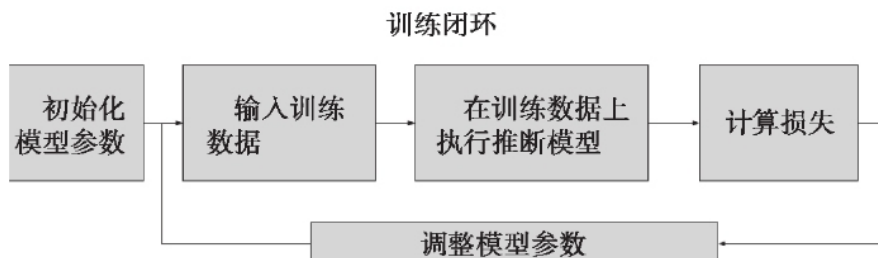 训练闭环
初始化
模型参数
输入训练
数据
在训练数据上
执行推断模型
计算损失
调整模型参数